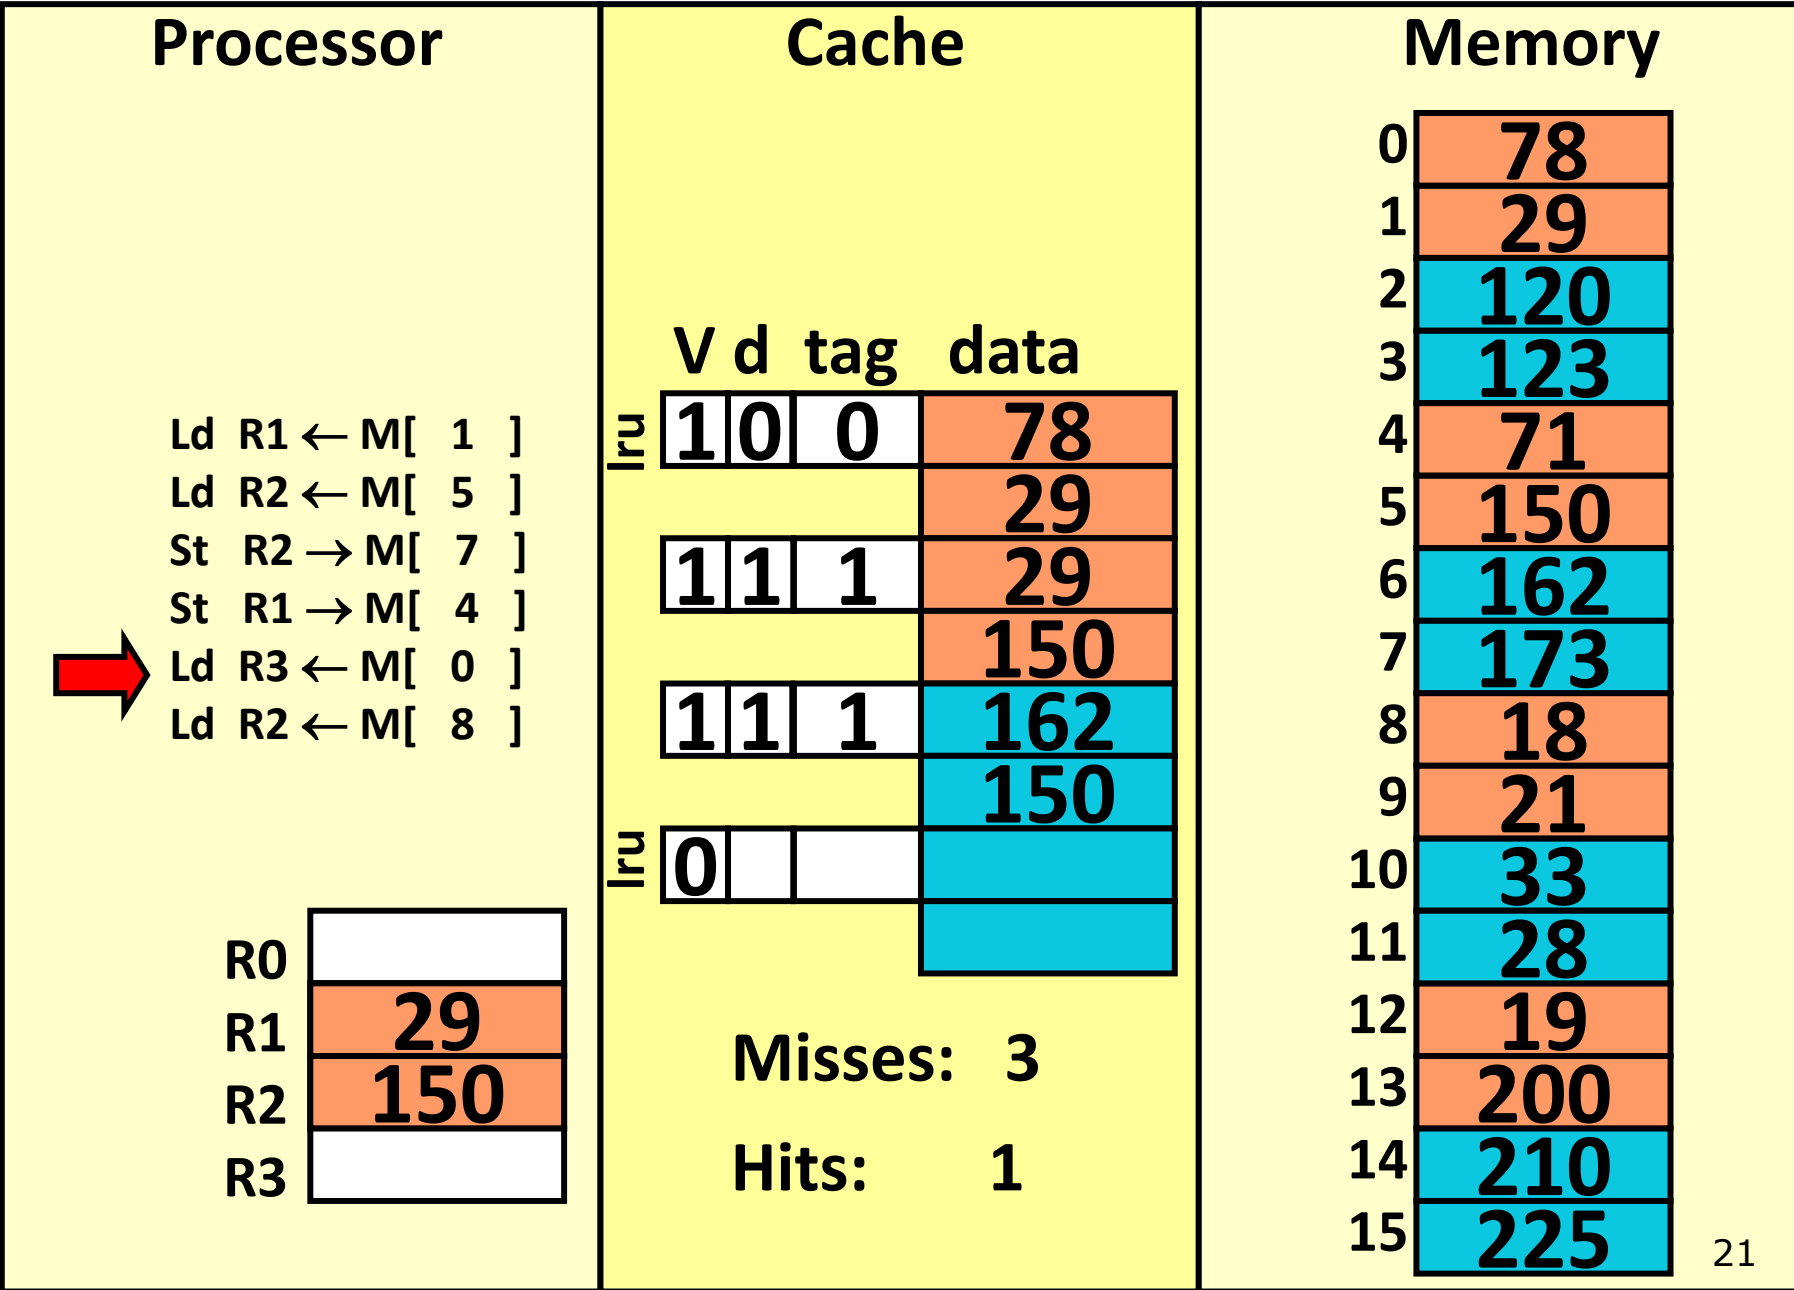 Processor
Ld R1 ← M[ 1 ]
Ld R2 ← M[ 5 ]
St R2 → M[ 7 ]
St R1 → M[ 4 ]
Ld R3 ← M[ 0 ]
Ld R2 ← M[ 8 ]
R0
R1 29
R2 150
R3
Cache
V d tag data
lru 1 0 0 78
29
1 1 1 29
150
1 1 1 162
150
lru 0
Misses: 3
Hits: 1
Memory
0 78
1 29
2 120
3 123
4 71
5 150
6 162
7 173
8 18
9 21
10 33
11 28
12 19
13 200
14 210
15 225
21